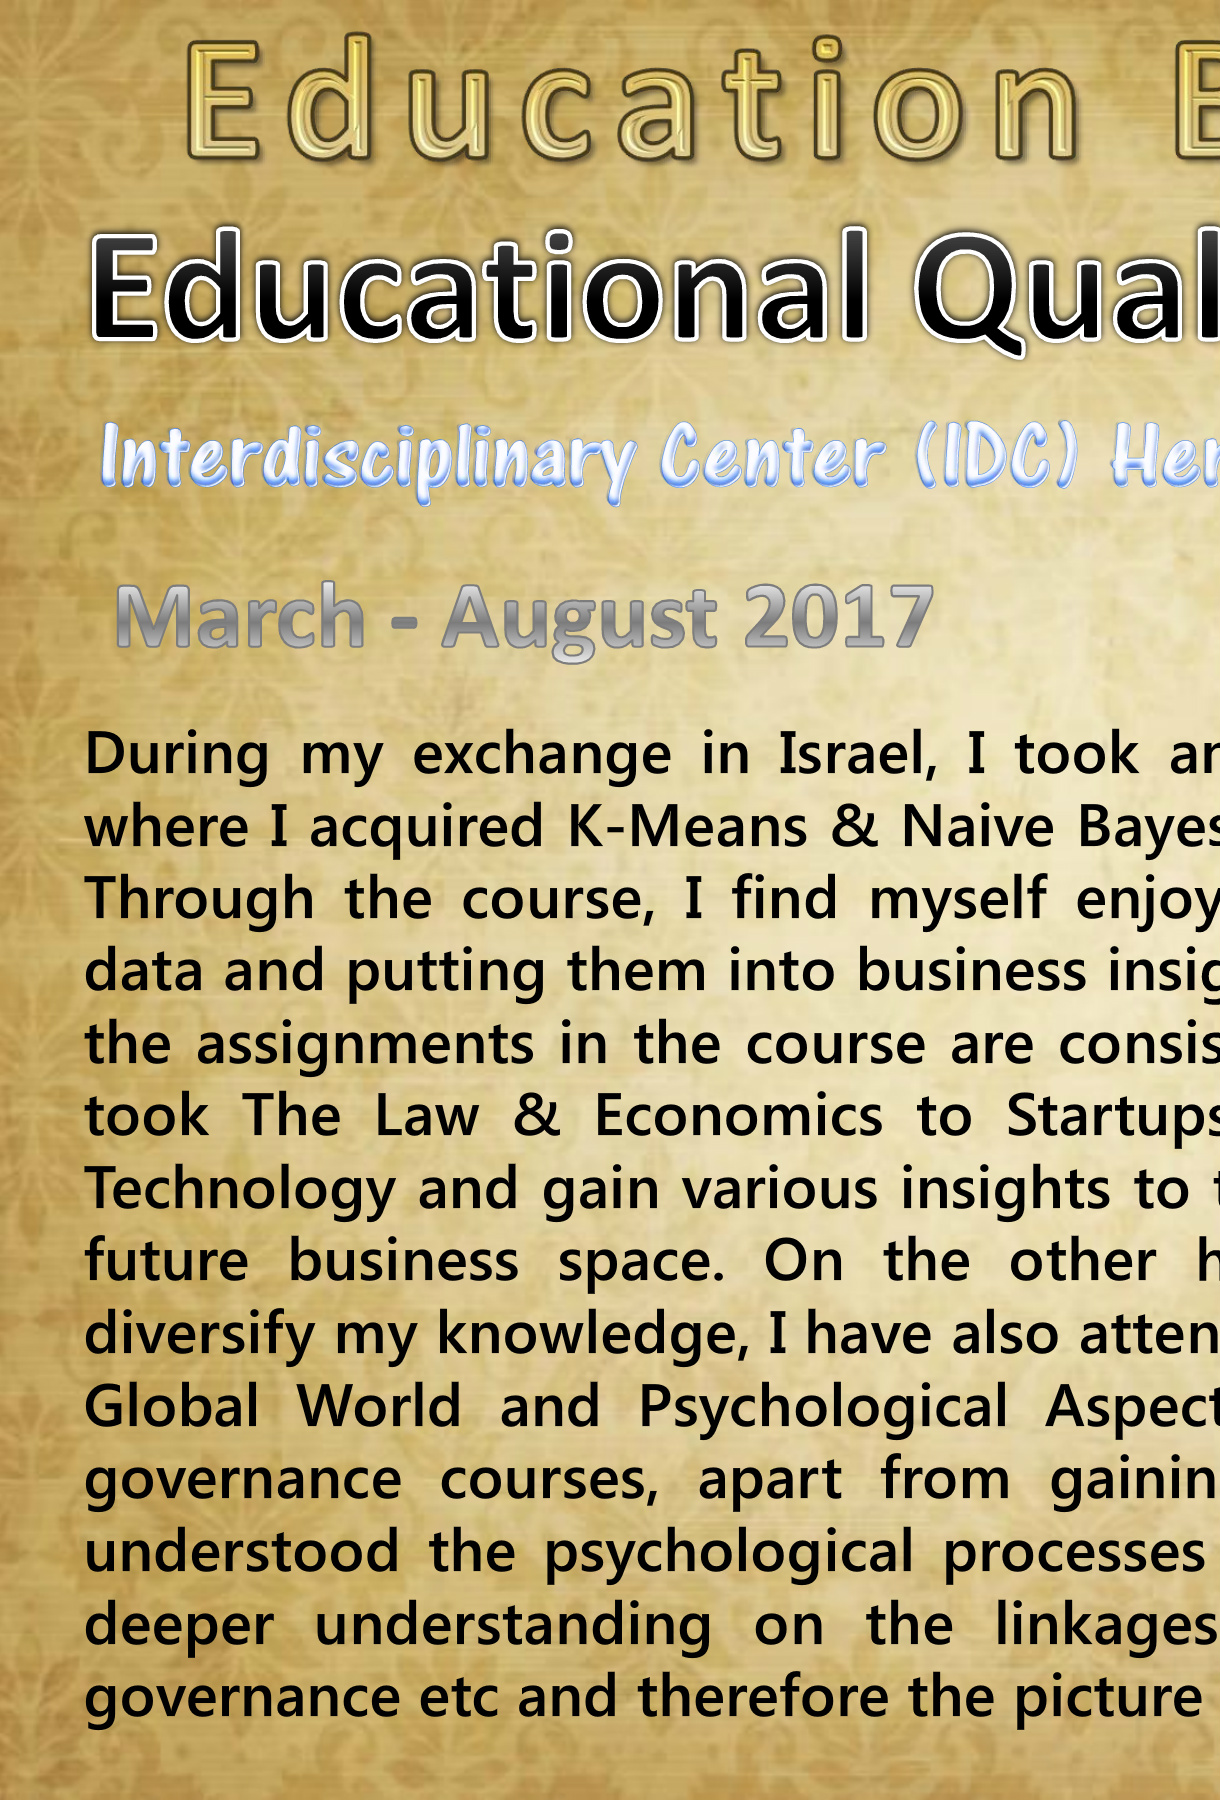 Education B
Educational Qual
Interdisciplinary Center (IDC) Her
March - August 2017
During my exchange in Israel, I took an
where I acquired K-Means & Naive Bayes
Through the course, I find myself enjoy
data and putting them into business insig
the assignments in the course are consis
took The Law & Economics to Startups
Technology and gain various insights to t
future business space. On the other h
diversify my knowledge, I have also atten
Global World and Psychological Aspect
governance courses, apart from gainin
understood the psychological processes
deeper understanding on the linkages
governance etc and therefore the picture